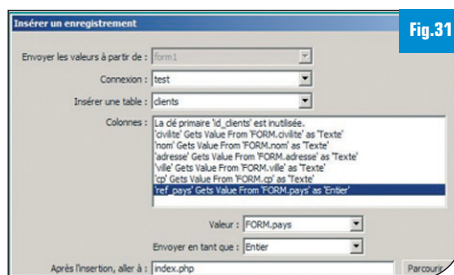 Insérer un enregistrement
Fig.31
Envoyer les valeurs à partir de : form1
Connexion : test
Insérer une table : clients
Colonnes : La clé primaire 'id_clients' est inutilisée.
'civilite' Gets Value From 'FORM.civilite' as 'Texte'
'nom' Gets Value From 'FORM.nom' as 'Texte'
'adresse' Gets Value From 'FORM.adresse' as 'Texte'
'ville' Gets Value From 'FORM.ville' as 'Texte'
'cp' Gets Value From 'FORM.cp' as 'Texte'
'ref_pays' Gets Value From 'FORM.pays' as 'Entier'
Valeur : FORM.pays
Envoyer en tant que : Entier
Après l'insertion, aller à : index.php Parcourir